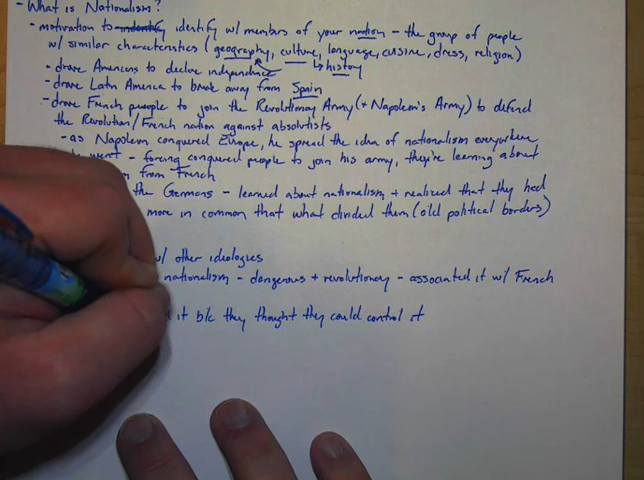 - What is Nationalism?
- motivation to identify identify w/ members of your nation - the group of people
w/ similar characteristics (geography, culture, language, cuisine, dress, religion)
↳ history
- drove Americans to declare independence
- drove Latin America to break away from Spain
- drove French people to join the Revolutionary Army (+ Napoleon's Army) to defend
the Revolution/French nation against absolutists
- as Napoleon conquered Europe, he spread the idea of nationalism everywhere
went - forcing conquered people to join his army, they're learning about
from French
the Germans - learned about nationalism + realized that they had
more in common that what divided them (old political borders)
w/ other ideologies
nationalism - dangerous + revolutionary - associated it w/ French
it b/c they thought they could control it